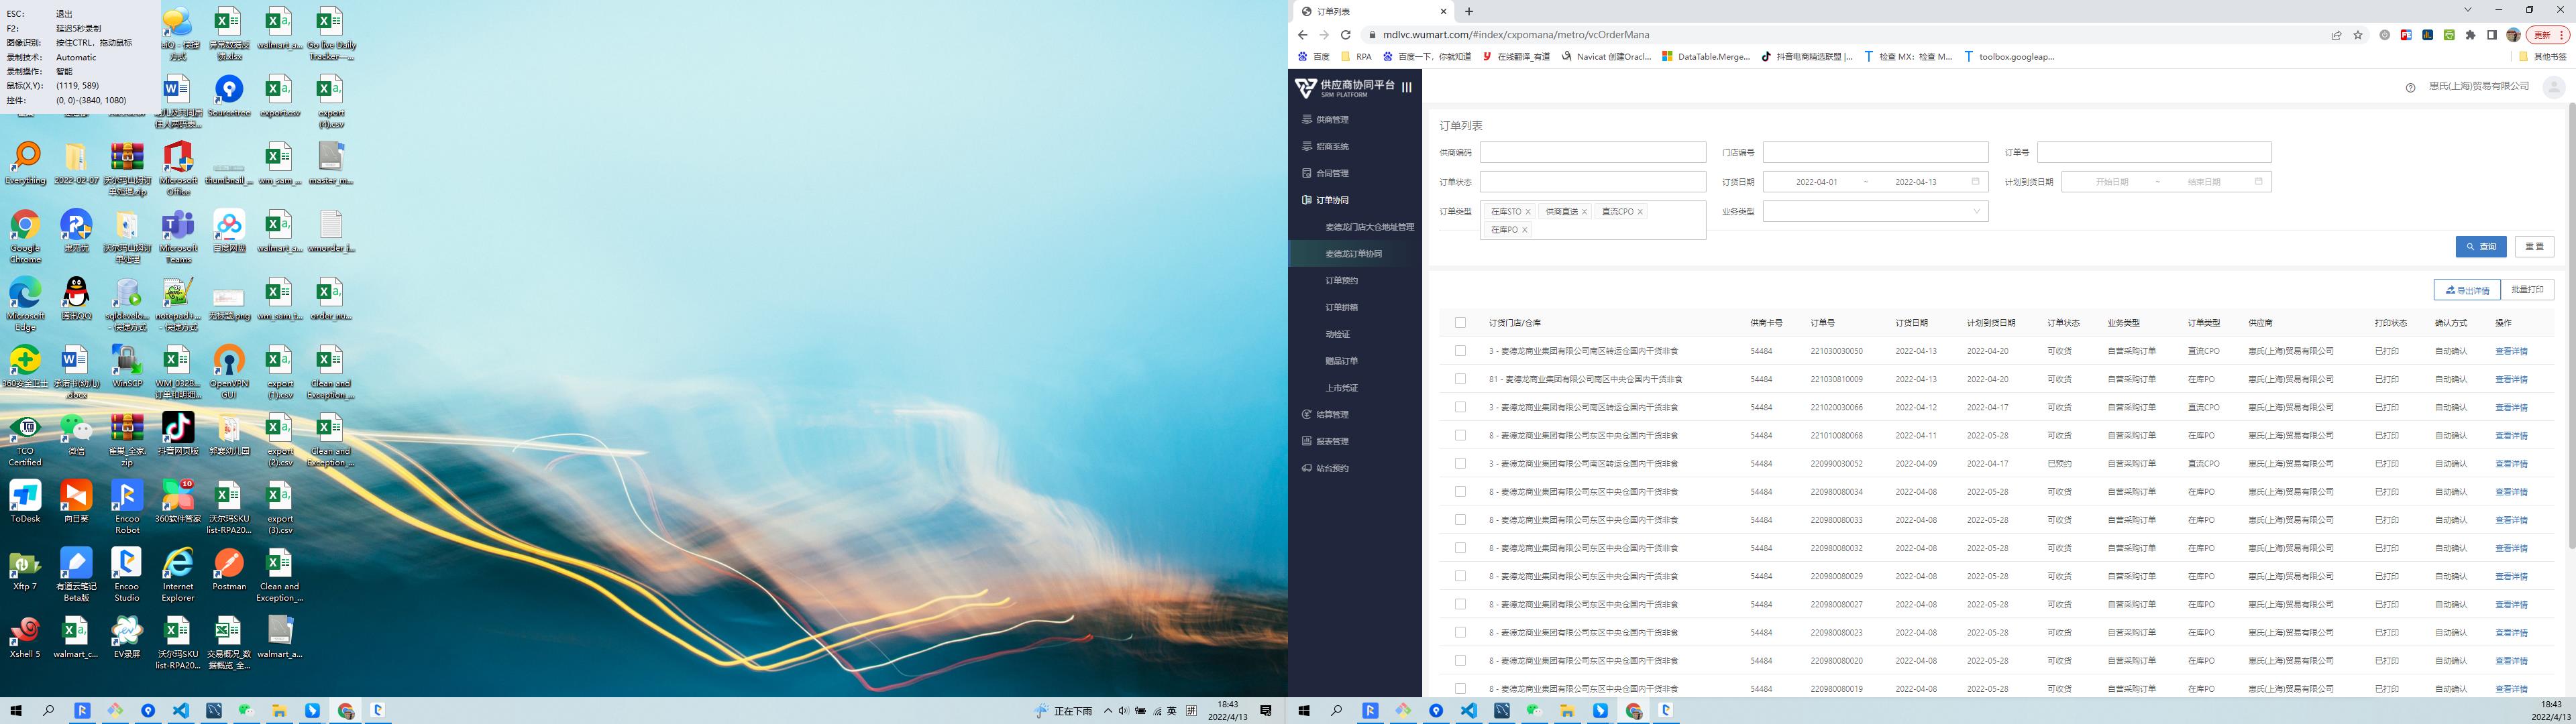 ESC: 退出
F2: 延迟5秒录制
图像识别: 按住CTRL，拖动鼠标
录制技术: Automatic
录制操作: 智能
鼠标(X,Y): (1119, 589)
控件: (0, 0)-(3840, 1080)
walmart_a...
Go live Daily Tracker-...
Sourcetree
export.csv
export (4).csv
Everything
2022-02-07
Microsoft Office
thumbnail_...
wm_sam_...
master_m...
Google Chrome
Microsoft Teams
百度网盘
walmart_a...
wmorder_i...
Microsoft Edge
腾讯QQ
sqldevelo... - 快捷方式
notepad+... - 快捷方式
无标题.png
wm_sam_t...
order_nu...
360安全卫士
WinSCP
WM 0328... 订单和明细...
OpenVPN GUI
export (1).csv
Clean and Exception_...
TCO Certified
微信
雀巢_全家.zip
抖音网页版
export (2).csv
Clean and Exception_...
ToDesk
向日葵
Encoo Robot
10
360软件管家
沃尔玛SKU list-RPA20...
export (3).csv
Xftp 7
有道云笔记Beta版
Encoo Studio
Internet Explorer
Postman
Clean and Exception_...
Xshell 5
walmart_c...
EV录屏
沃尔玛SKU list-RPA20...
交易概况_数据概览_全...
walmart_a...
正在下雨 英 拼 18:43 2022/4/13
订单列表
mdlvc.wumart.com/#index/cxpomana/metro/vcOrderMana
更新
百度 RPA 百度一下，你就知道 在线翻译_有道 Navicat 创建Oracl... DataTable.Merge... 抖音电商精选联盟 |... 检查 MX：检查 M... toolbox.googleap... 其他书签
供应商协同平台
SRM PLATFORM
惠氏(上海)贸易有限公司
供商管理
招商系统
合同管理
订单协同
麦德龙门店大仓地址管理
麦德龙订单协同
订单预约
订单拼箱
动检证
赠品订单
上市凭证
结算管理
报表管理
站台预约
订单列表
供商编码 门店编号 订单号
订单状态 订货日期 2022-04-01 ~ 2022-04-13 计划到货日期 开始日期 ~ 结束日期
订单类型 在库STO X 供商直送 X 直流CPO X 业务类型
在库PO X
查询 重 置
导出详情 批量打印
订货门店/仓库 供商卡号 订单号 订货日期 计划到货日期 订单状态 业务类型 订单类型 供应商 打印状态 确认方式 操作
3 - 麦德龙商业集团有限公司南区转运仓国内干货非食 54484 221030030050 2022-04-13 2022-04-20 可收货 自营采购订单 直流CPO 惠氏(上海)贸易有限公司 已打印 自动确认 查看详情
81 - 麦德龙商业集团有限公司南区中央仓国内干货非食 54484 221030810009 2022-04-13 2022-04-20 可收货 自营采购订单 在库PO 惠氏(上海)贸易有限公司 已打印 自动确认 查看详情
3 - 麦德龙商业集团有限公司南区转运仓国内干货非食 54484 221020030066 2022-04-12 2022-04-17 可收货 自营采购订单 直流CPO 惠氏(上海)贸易有限公司 已打印 自动确认 查看详情
8 - 麦德龙商业集团有限公司东区中央仓国内干货非食 54484 221010080068 2022-04-11 2022-05-28 可收货 自营采购订单 在库PO 惠氏(上海)贸易有限公司 已打印 自动确认 查看详情
3 - 麦德龙商业集团有限公司南区转运仓国内干货非食 54484 220990030052 2022-04-09 2022-04-17 已预约 自营采购订单 直流CPO 惠氏(上海)贸易有限公司 已打印 自动确认 查看详情
8 - 麦德龙商业集团有限公司东区中央仓国内干货非食 54484 220980080034 2022-04-08 2022-05-28 可收货 自营采购订单 在库PO 惠氏(上海)贸易有限公司 已打印 自动确认 查看详情
8 - 麦德龙商业集团有限公司东区中央仓国内干货非食 54484 220980080033 2022-04-08 2022-05-28 可收货 自营采购订单 在库PO 惠氏(上海)贸易有限公司 已打印 自动确认 查看详情
8 - 麦德龙商业集团有限公司东区中央仓国内干货非食 54484 220980080032 2022-04-08 2022-05-28 可收货 自营采购订单 在库PO 惠氏(上海)贸易有限公司 已打印 自动确认 查看详情
8 - 麦德龙商业集团有限公司东区中央仓国内干货非食 54484 220980080029 2022-04-08 2022-05-28 可收货 自营采购订单 在库PO 惠氏(上海)贸易有限公司 已打印 自动确认 查看详情
8 - 麦德龙商业集团有限公司东区中央仓国内干货非食 54484 220980080027 2022-04-08 2022-05-28 可收货 自营采购订单 在库PO 惠氏(上海)贸易有限公司 已打印 自动确认 查看详情
8 - 麦德龙商业集团有限公司东区中央仓国内干货非食 54484 220980080023 2022-04-08 2022-05-28 可收货 自营采购订单 在库PO 惠氏(上海)贸易有限公司 已打印 自动确认 查看详情
8 - 麦德龙商业集团有限公司东区中央仓国内干货非食 54484 220980080020 2022-04-08 2022-05-28 可收货 自营采购订单 在库PO 惠氏(上海)贸易有限公司 已打印 自动确认 查看详情
8 - 麦德龙商业集团有限公司东区中央仓国内干货非食 54484 220980080019 2022-04-08 2022-05-28 可收货 自营采购订单 在库PO 惠氏(上海)贸易有限公司 已打印 自动确认 查看详情
18:43
2022/4/13